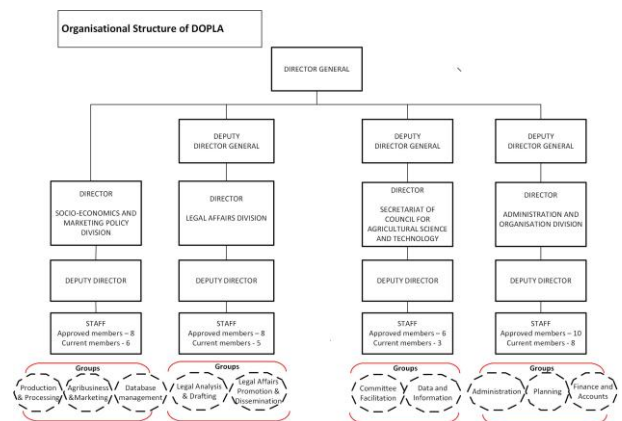 Organisational Structure of DOPLA
DIRECTOR GENERAL
DEPUTY
DIRECTOR GENERAL
DEPUTY
DIRECTOR GENERAL
DEPUTY
DIRECTOR GENERAL
DIRECTOR
SOCIO-ECONOMICS AND
MARKETING POLICY
DIVISION
DIRECTOR
LEGAL AFFAIRS DIVISION
DIRECTOR
SECRETARIAT OF
COUNCIL FOR
AGRICULTURAL SCIENCE
AND TECHNOLOGY
DIRECTOR
ADMINISTRATION AND
ORGANISATION DIVISION
DEPUTY DIRECTOR
DEPUTY DIRECTOR
DEPUTY DIRECTOR
DEPUTY DIRECTOR
STAFF
Approved members – 8
Current members - 6
STAFF
Approved members – 8
Current members - 5
STAFF
Approved members – 6
Current members - 3
STAFF
Approved members – 10
Current members - 8
Groups
Production
& Processing
Agribusiness
&Marketing
Database
management
Groups
Legal Analysis
& Drafting
Legal Affairs
Promotion &
Dissemination
Groups
Committee
Facilitation
Data and
Information
Groups
Administration
Planning
Finance and
Accounts